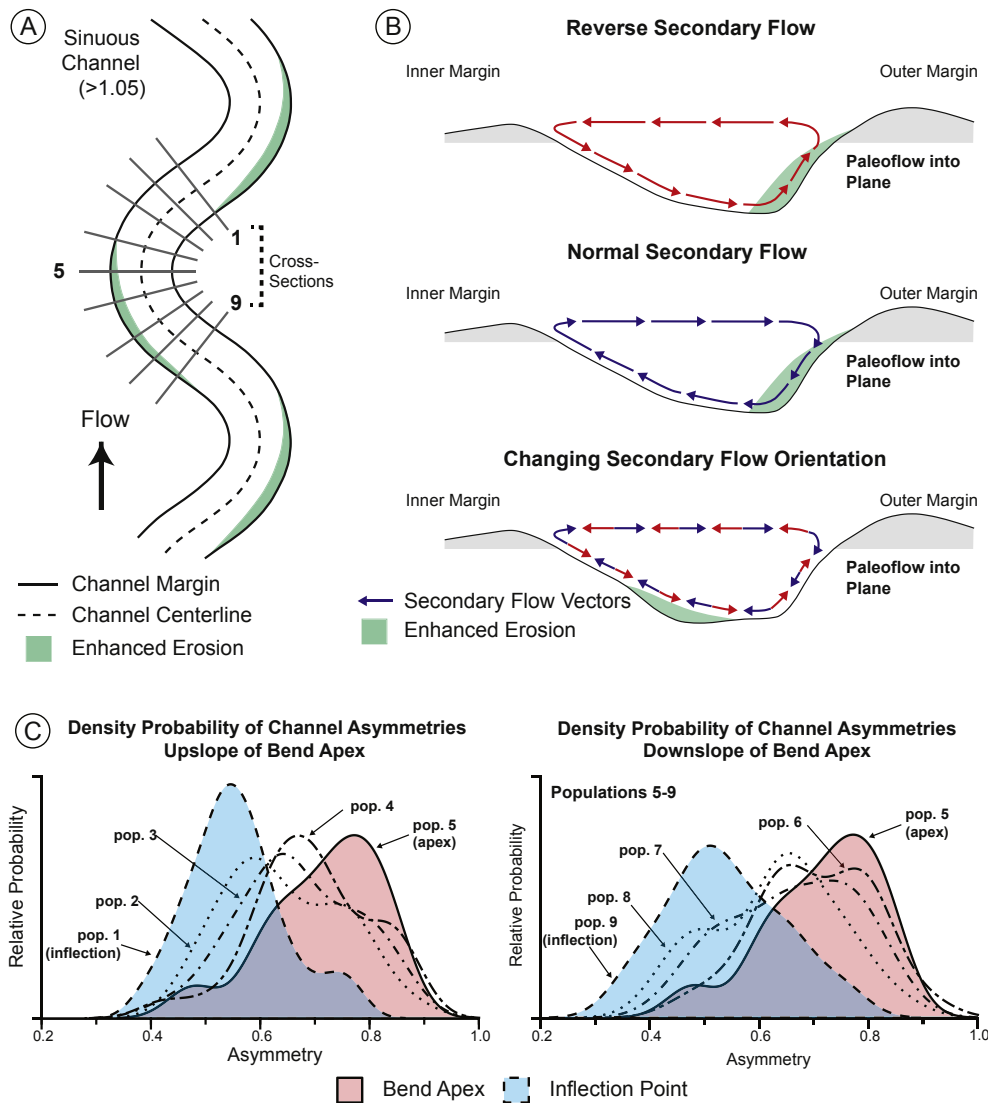 A
Sinuous
Channel
(>1.05)
1
5
Cross-
Sections
9
Flow
Channel Margin
Channel Centerline
Enhanced Erosion
B
Reverse Secondary Flow
Inner Margin
Outer Margin
Paleoflow into
Plane
Normal Secondary Flow
Inner Margin
Outer Margin
Paleoflow into
Plane
Changing Secondary Flow Orientation
Inner Margin
Outer Margin
Paleoflow into
Plane
Secondary Flow Vectors
Enhanced Erosion
C
Density Probability of Channel Asymmetries
Upslope of Bend Apex
Relative Probability
pop. 4
pop. 3
pop. 5
(apex)
pop. 2
pop. 1
(inflection)
0.2
0.4
0.6
0.8
1.0
Asymmetry
Density Probability of Channel Asymmetries
Downslope of Bend Apex
Relative Probability
Populations 5-9
pop. 5
(apex)
pop. 6
pop. 7
pop. 8
pop. 9
(inflection)
0.2
0.4
0.6
0.8
1.0
Asymmetry
Bend Apex
Inflection Point